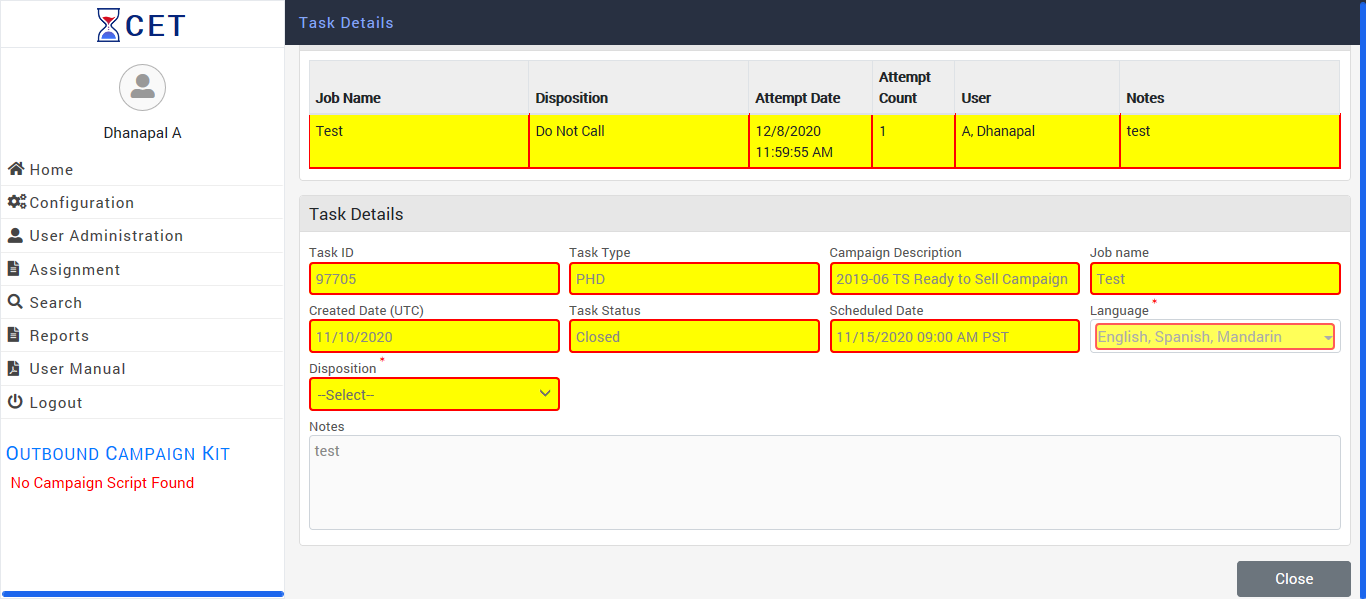 CET
Dhanapal A
Home
Configuration
User Administration
Assignment
Search
Reports
User Manual
Logout
OUTBOUND CAMPAIGN KIT
No Campaign Script Found
Task Details
Job Name Disposition Attempt Date Attempt Count User Notes
Test Do Not Call 12/8/2020 11:59:55 AM 1 A, Dhanapal test
Task Details
Task ID Task Type Campaign Description Job name
97705 PHD 2019-06 TS Ready to Sell Campaign Test
Created Date (UTC) Task Status Scheduled Date Language *
11/10/2020 Closed 11/15/2020 09:00 AM PST English, Spanish, Mandarin
Disposition *
--Select--
Notes
test
Close